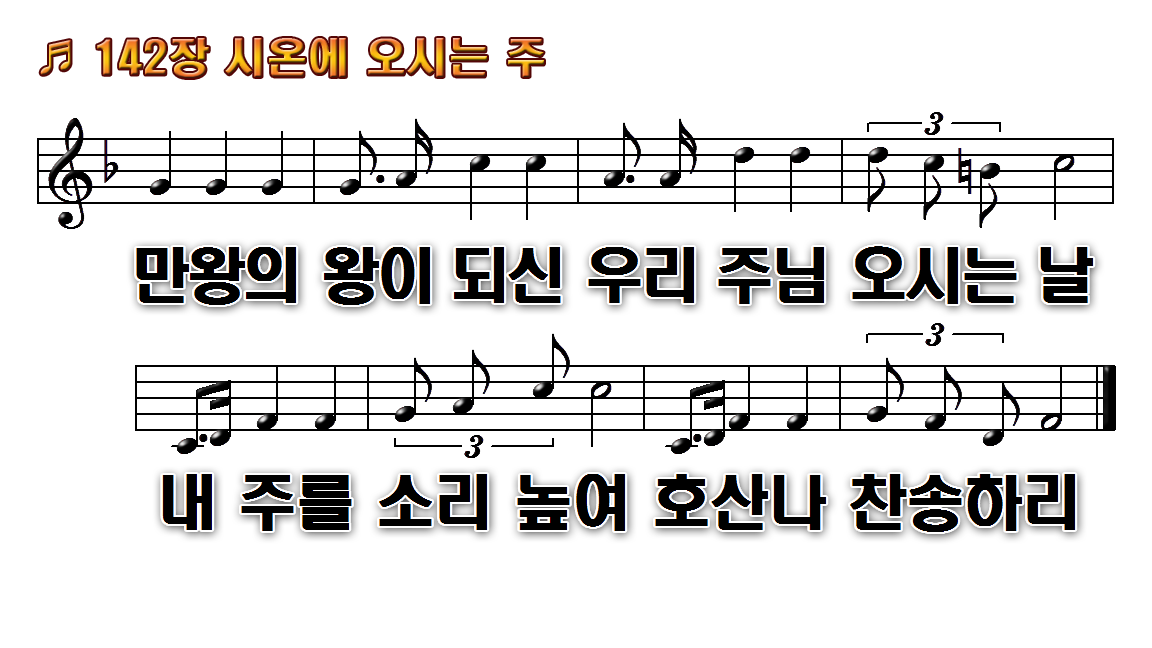 ♬ 142장 시온에 오시는 주
3
만왕의 왕이 되신 우리 주님 오시는 날
3 3
내 주를 소리 높여 호산나 찬송하리